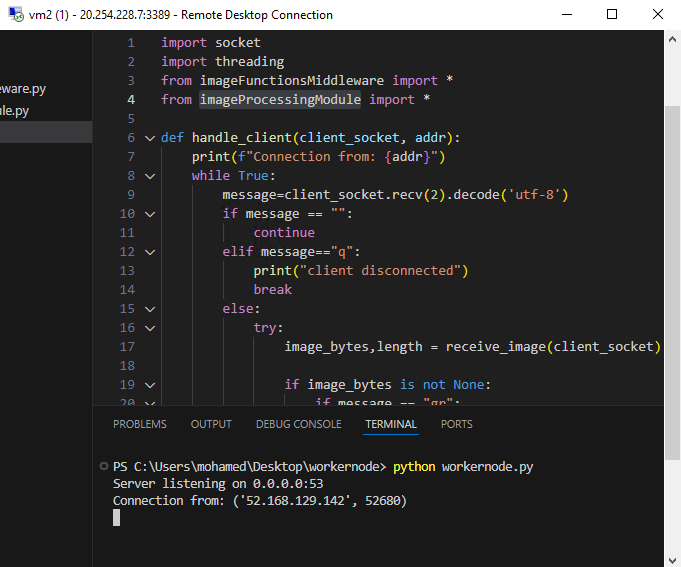 vm2 (1) - 20.254.228.7:3389 - Remote Desktop Connection
eware.py
ule.py
1 import socket
2 import threading
3 from imageFunctionsMiddleware import *
4 from imageProcessingModule import *
5
6 def handle_client(client_socket, addr):
7 print(f"Connection from: {addr}")
8 while True:
9 message=client_socket.recv(2).decode('utf-8')
10 if message == "":
11 continue
12 elif message=="q":
13 print("client disconnected")
14 break
15 else:
16 try:
17 image_bytes,length = receive_image(client_socket)
18
19 if image_bytes is not None:
20 if message == "gr":
PROBLEMS OUTPUT DEBUG CONSOLE TERMINAL PORTS
PS C:\Users\mohamed\Desktop\workernode> python workernode.py
Server listening on 0.0.0.0:53
Connection from: ('52.168.129.142', 52680)